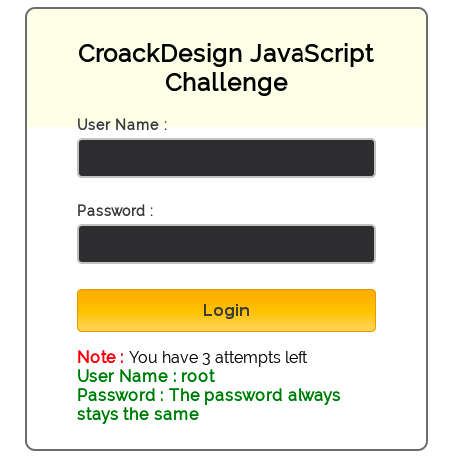 CroackDesign JavaScript
Challenge
User Name :
Password :
Login
Note : You have 3 attempts left
User Name : root
Password : The password always
stays the same